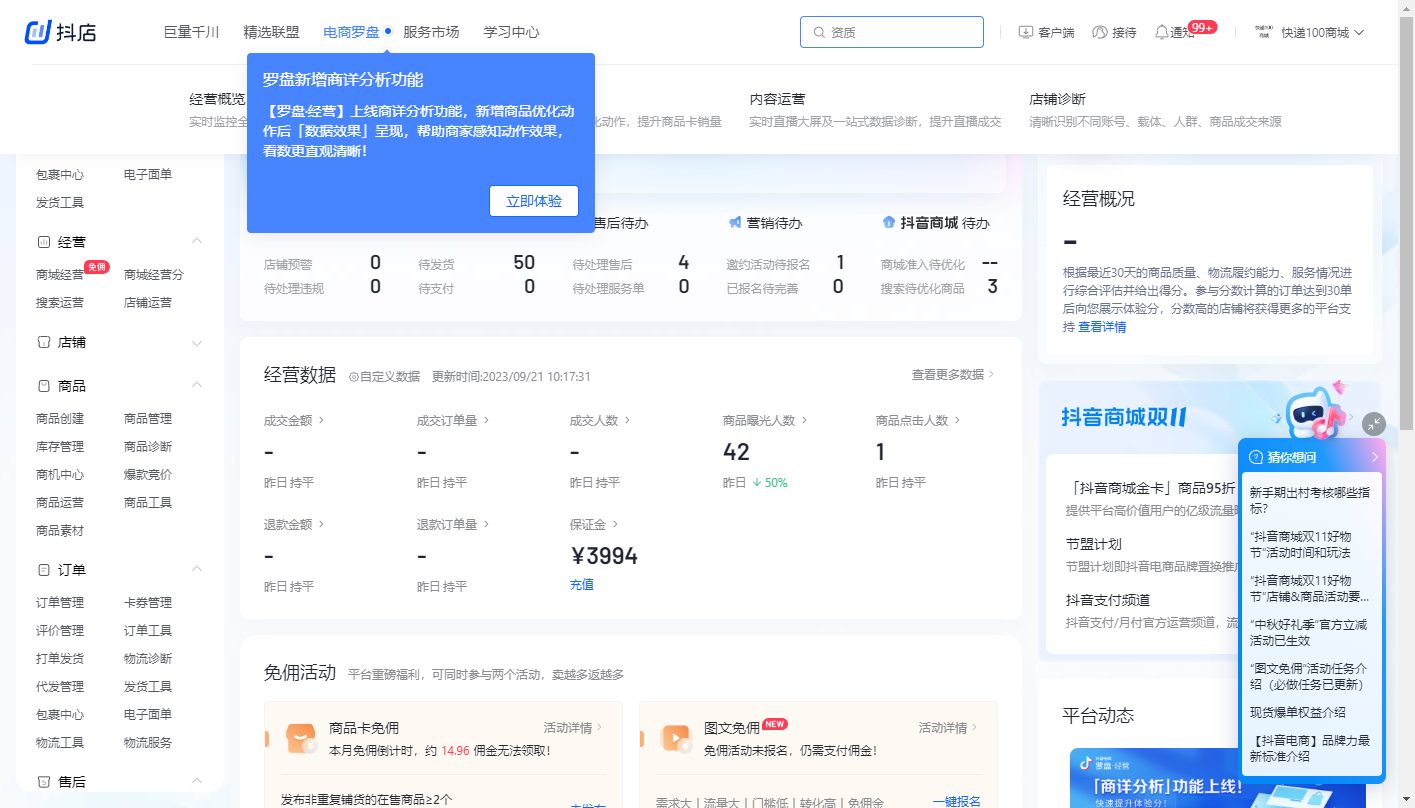 抖店
巨量千川
精选联盟
电商罗盘
服务市场
学习中心
资质
客户端
接待
通知
99+
快递100商城
罗盘新增商详分析功能
【罗盘·经营】上线商详分析功能，新增商品优化动
作后「数据效果」呈现，帮助商家感知动作效果，
看数更直观清晰！
立即体验
经营概览
实时监控全
化动作，提升商品卡销量
内容运营
实时直播大屏及一站式数据诊断，提升直播成交
店铺诊断
清晰识别不同账号、载体、人群、商品成交来源
包裹中心 电子面单
发货工具
经营
商城经营 免佣 商城经营分
搜索运营 店铺运营
店铺
商品
商品创建 商品管理
库存管理 商品诊断
商机中心 爆款竞价
商品运营 商品工具
商品素材
订单
订单管理 卡券管理
评价管理 订单工具
打单发货 物流诊断
代发管理 发货工具
包裹中心 电子面单
物流工具 物流服务
售后
售后待办 营销待办 抖音商城 待办
店铺预警 0 待发货 50 待处理售后 4 邀约活动待报名 1 商城准入待优化 --
待处理违规 0 待支付 0 待处理服务单 0 已报名待完善 0 搜索待优化商品 3
经营数据 自定义数据 更新时间:2023/09/21 10:17:31 查看更多数据
成交金额 成交订单量 成交人数 商品曝光人数 商品点击人数
- - - 42 1
昨日 持平 昨日 持平 昨日 持平 昨日 ↓ 50% 昨日 持平
退款金额 退款订单量 保证金
- - ¥3994
昨日 持平 昨日 持平 充值
免佣活动 平台重磅福利，可同时参与两个活动，卖越多返越多
商品卡免佣 活动详情
本月免佣倒计时，约 14.96 佣金无法领取！
发布非重复铺货的在售商品≥2个
去发布
图文免佣 NEW 活动详情
免佣活动未报名，仍需支付佣金！
需求大 | 流量大 | 门槛低 | 转化高 | 免佣金
一键报名
经营概况
-
根据最近30天的商品质量、物流履约能力、服务情况进
行综合评估并给出得分。参与分数计算的订单达到30单
后向您展示体验分，分数高的店铺将获得更多的平台支
持 查看详情
抖音商城双11
「抖音商城金卡」商品95折
提供平台高价值用户的亿级流量
节盟计划
节盟计划即抖音电商品牌置换推
抖音支付频道
抖音支付/月付官方运营频道，流
平台动态
抖音电商
罗盘·经营
「商详分析」功能上线！
快速提升体验分！
猜你想问
新手期出村考核哪些指
标？
“抖音商城双11好物
节”活动时间和玩法
“抖音商城双11好物
节”店铺&商品活动要...
“中秋好礼季”官方立减
活动已生效
“图文免佣”活动任务介
绍（必做任务已更新）
现货爆单权益介绍
【抖音电商】品牌力最
新标准介绍